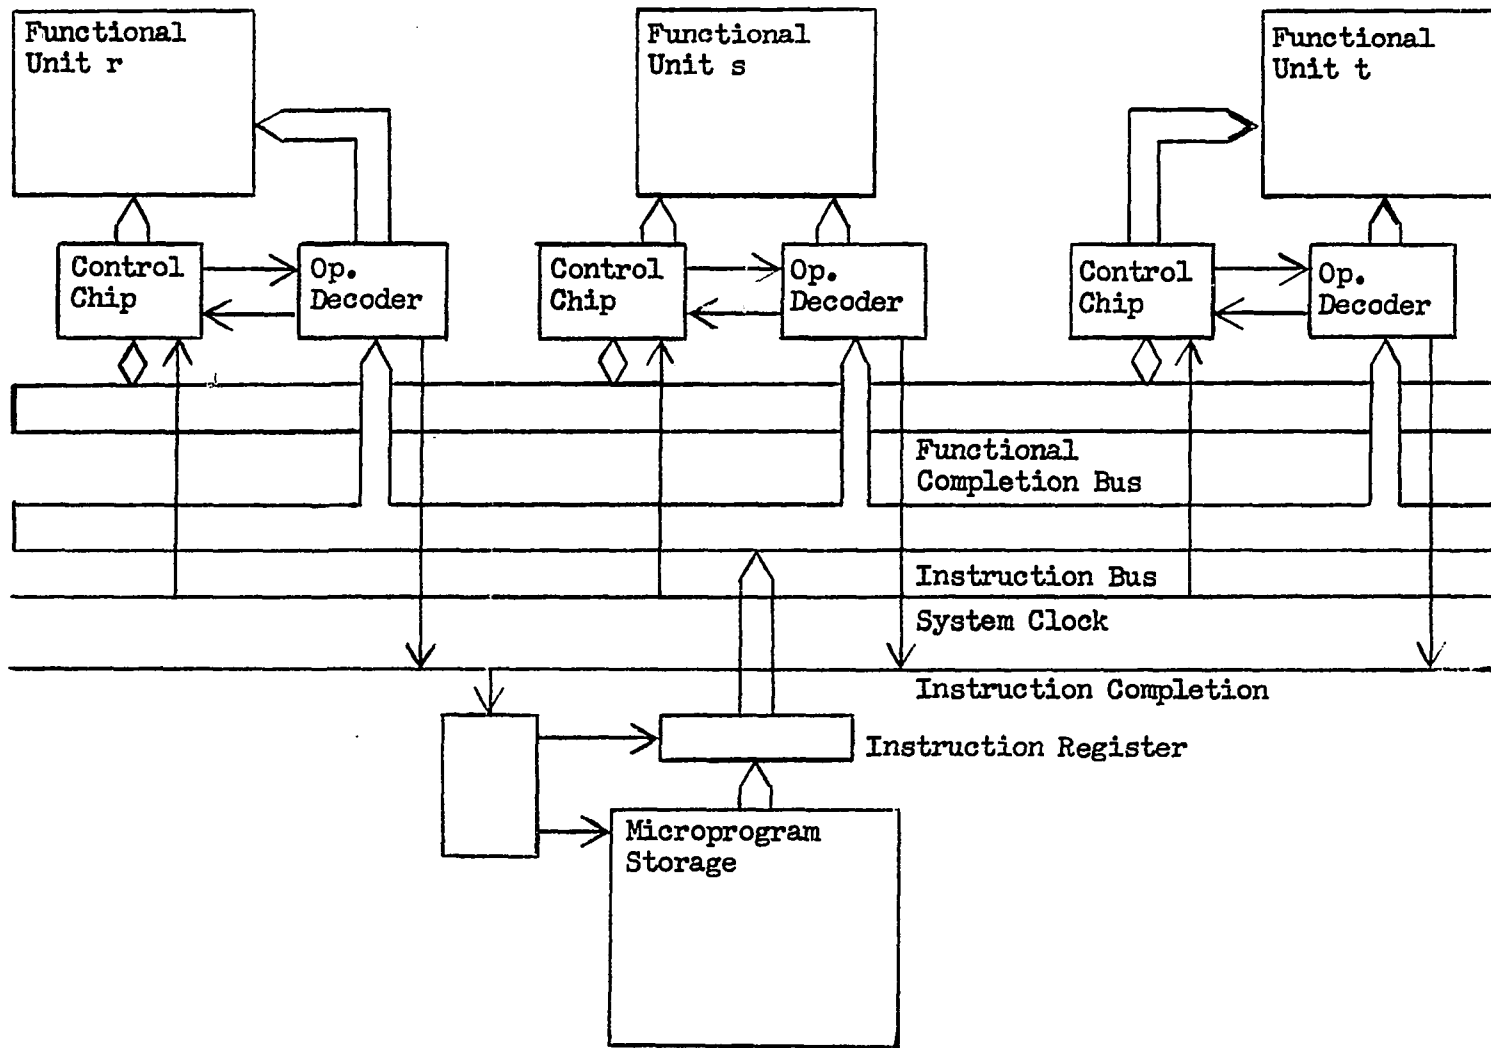 Functional
Unit r
Functional
Unit s
Functional
Unit t
Control
Chip
Op.
Decoder
Control
Chip
Op.
Decoder
Control
Chip
Op.
Decoder
Functional
Completion Bus
Instruction Bus
System Clock
Instruction Completion
Instruction Register
Microprogram
Storage